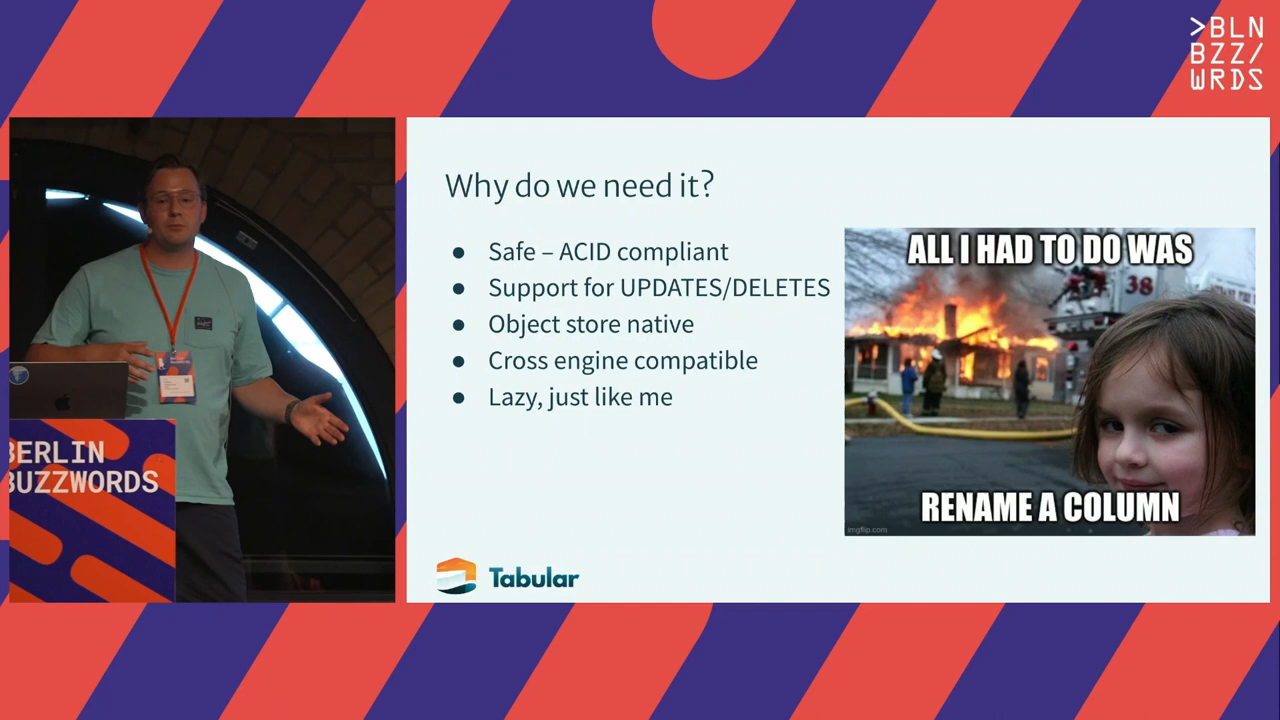 >BLN
BZZ/
WRDS
Why do we need it?
● Safe – ACID compliant
● Support for UPDATES/DELETES
● Object store native
● Cross engine compatible
● Lazy, just like me
ALL I HAD TO DO WAS
38
RENAME A COLUMN
imgflip.com
Tabular
BERLIN
BUZZWORDS